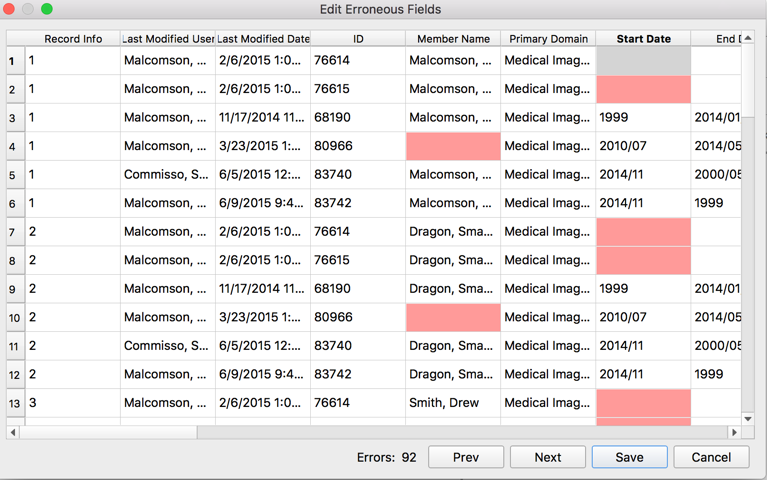 Edit Erroneous Fields
Record Info Last Modified User Last Modified Date ID Member Name Primary Domain Start Date End D
1 1 Malcomson, ... 2/6/2015 1:0... 76614 Malcomson, ... Medical Imag...
2 1 Malcomson, ... 2/6/2015 1:0... 76615 Malcomson, ... Medical Imag...
3 1 Malcomson, ... 11/17/2014 11... 68190 Malcomson, ... Medical Imag... 1999 2014/01
4 1 Malcomson, ... 3/23/2015 1:... 80966 Medical Imag... 2010/07 2014/05
5 1 Commisso, S... 6/5/2015 12:... 83740 Malcomson, ... Medical Imag... 2014/11 2000/05
6 1 Malcomson, ... 6/9/2015 9:4... 83742 Malcomson, ... Medical Imag... 2014/11 1999
7 2 Malcomson, ... 2/6/2015 1:0... 76614 Dragon, Sma... Medical Imag...
8 2 Malcomson, ... 2/6/2015 1:0... 76615 Dragon, Sma... Medical Imag...
9 2 Malcomson, ... 11/17/2014 11... 68190 Dragon, Sma... Medical Imag... 1999 2014/01
10 2 Malcomson, ... 3/23/2015 1:... 80966 Medical Imag... 2010/07 2014/05
11 2 Commisso, S... 6/5/2015 12:... 83740 Dragon, Sma... Medical Imag... 2014/11 2000/05
12 2 Malcomson, ... 6/9/2015 9:4... 83742 Dragon, Sma... Medical Imag... 2014/11 1999
13 3 Malcomson, ... 2/6/2015 1:0... 76614 Smith, Drew Medical Imag...
Errors: 92 Prev Next Save Cancel